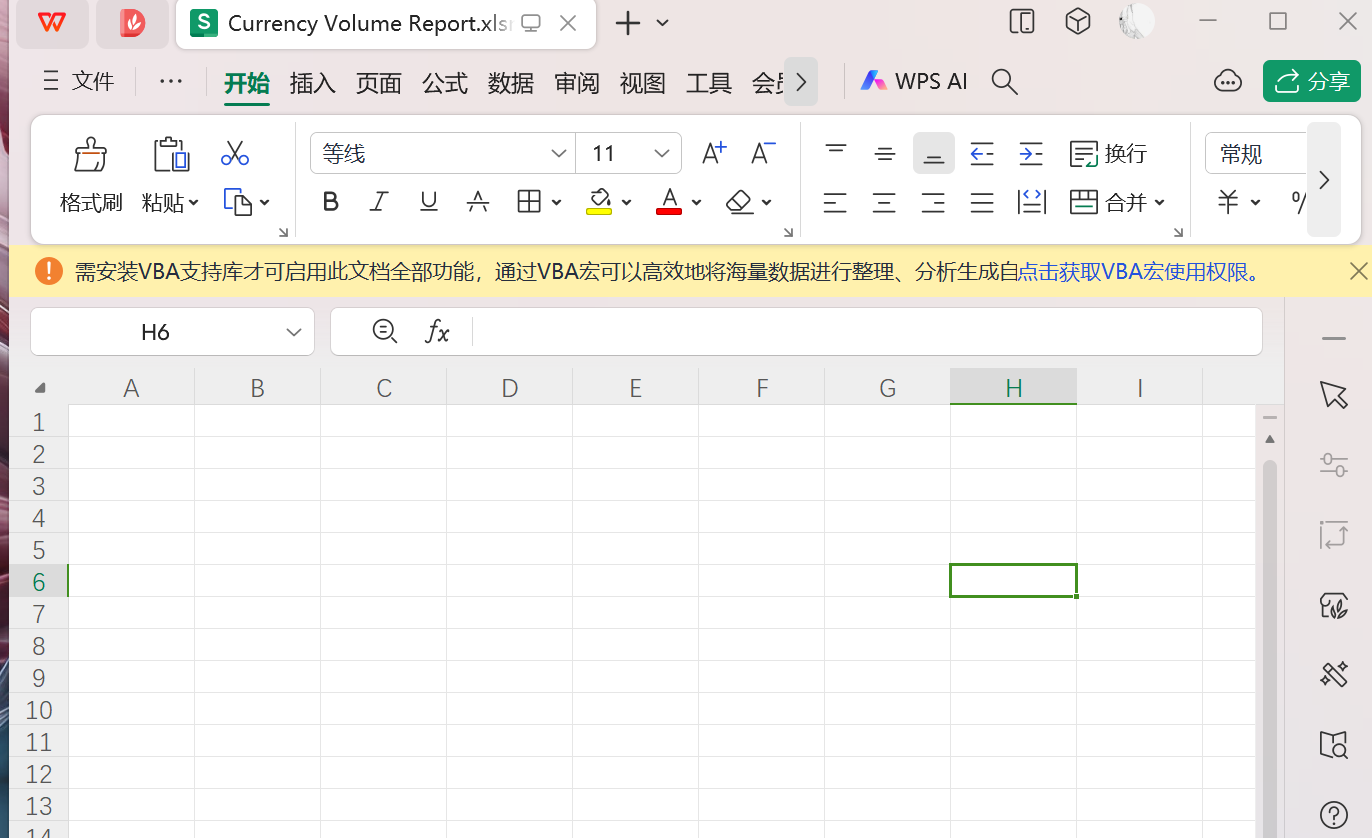 Currency Volume Report.xlsm
文件 ··· 开始 插入 页面 公式 数据 审阅 视图 工具 会员 WPS AI 分享
等线 11 换行 常规
格式刷 粘贴 B I U A A 合并 ¥ %
需安装VBA支持库才可启用此文档全部功能，通过VBA宏可以高效地将海量数据进行整理、分析生成自点击获取VBA宏使用权限。
H6 fx
A B C D E F G H I
1
2
3
4
5
6
7
8
9
10
11
12
13
14